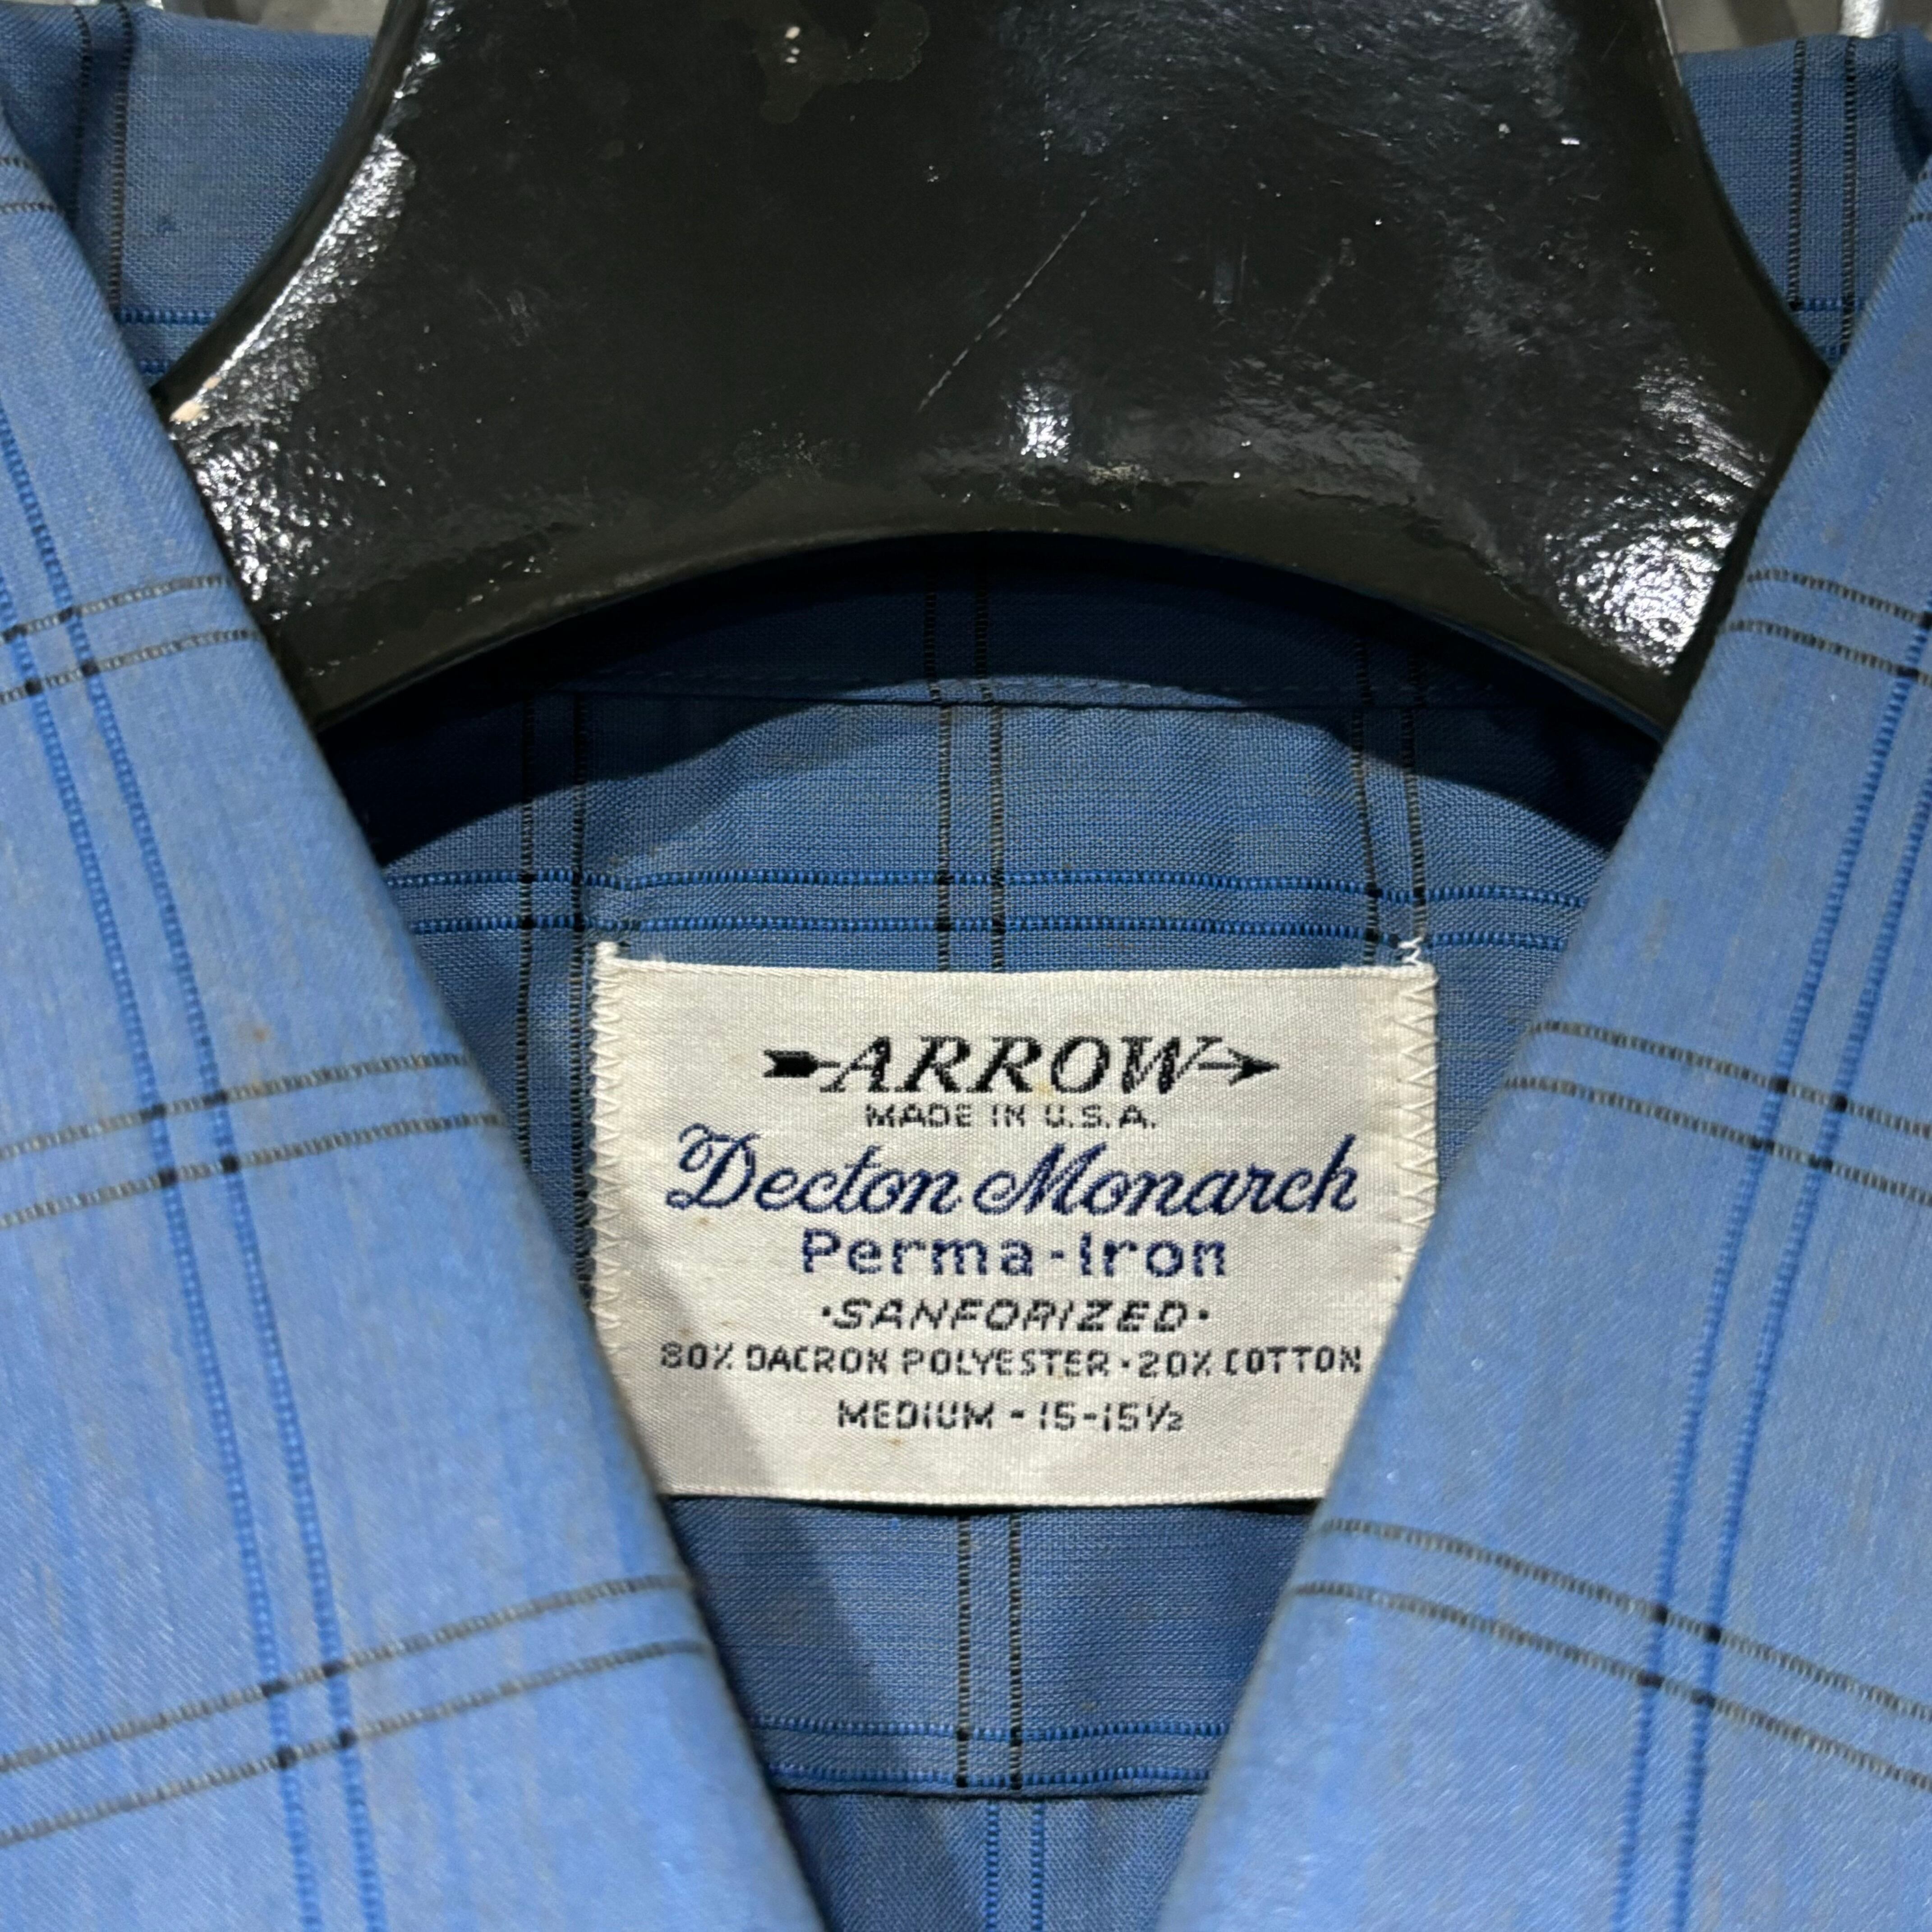 ARROW
MADE IN U.S.A.
Decton Monarch
Perma-Iron
·SANFORIZED·
80% DACRON POLYESTER·20% COTTON
MEDIUM - 15-15½